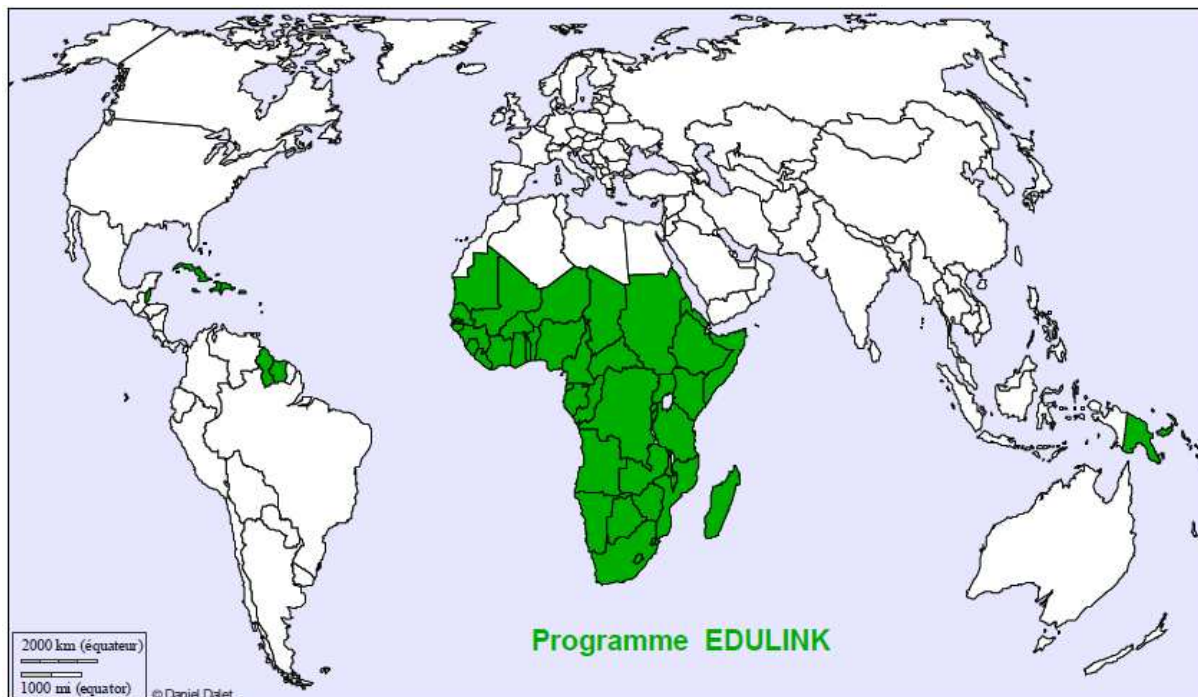 Programme EDULINK
2000 km (équateur)
1000 mi (equator)
© Daniel Dalet